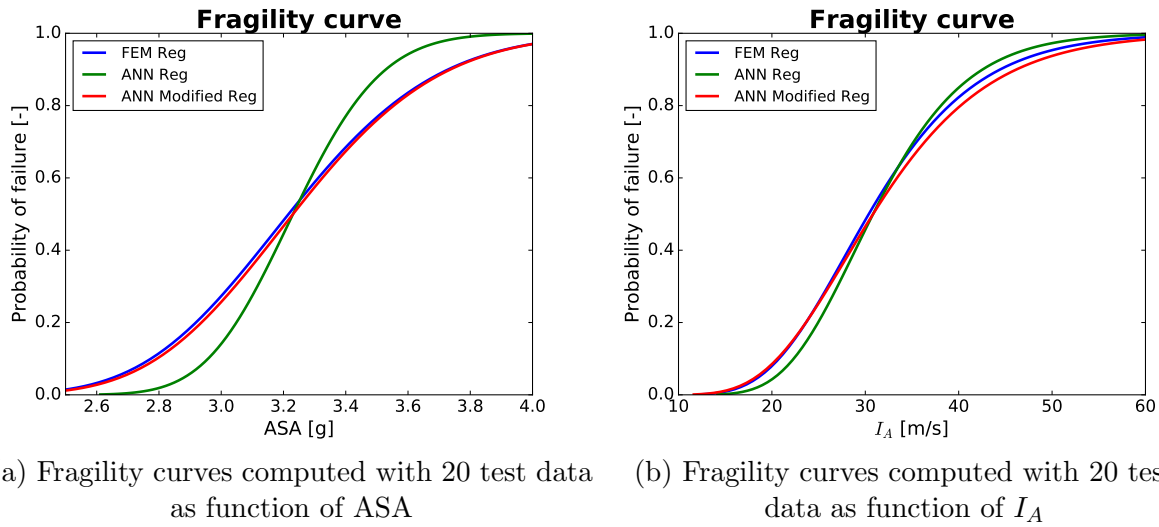 Fragility curve
1.0
0.8
0.6
0.4
0.2
0.0
Probability of failure [-]
FEM Reg
ANN Reg
ANN Modified Reg
2.6 2.8 3.0 3.2 3.4 3.6 3.8 4.0
ASA [g]
a) Fragility curves computed with 20 test data
as function of ASA
Fragility curve
1.0
0.8
0.6
0.4
0.2
0.0
Probability of failure [-]
FEM Reg
ANN Reg
ANN Modified Reg
10 20 30 40 50 60
I_A [m/s]
(b) Fragility curves computed with 20 tes
data as function of I_A